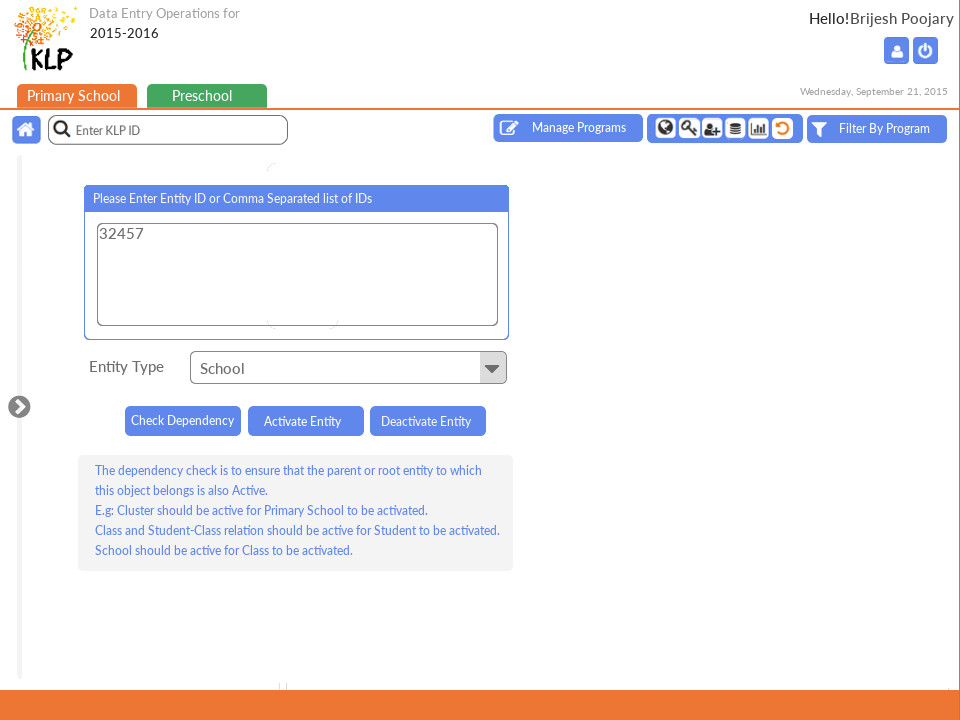 Data Entry Operations for
2015-2016
KLP
Hello!Brijesh Poojary
Primary School
Preschool
Wednesday, September 21, 2015
Enter KLP ID
Manage Programs
Filter By Program
Please Enter Entity ID or Comma Separated list of IDs
32457
Entity Type
School
Check Dependency
Activate Entity
Deactivate Entity
The dependency check is to ensure that the parent or root entity to which
this object belongs is also Active.
E.g: Cluster should be active for Primary School to be activated.
Class and Student-Class relation should be active for Student to be activated.
School should be active for Class to be activated.